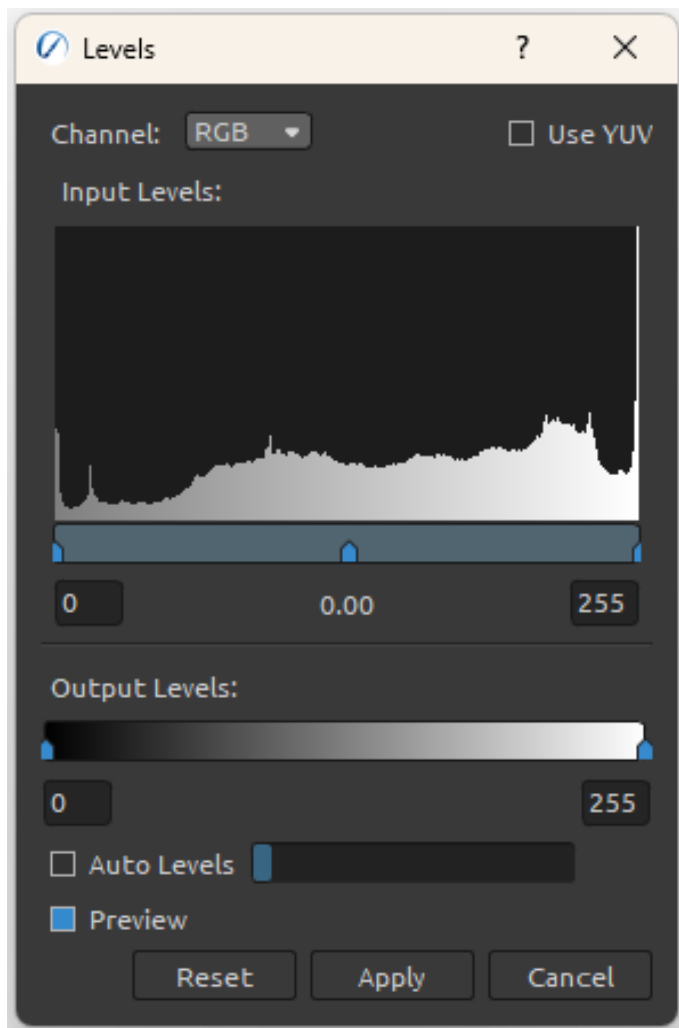 Levels ? 
Channel: RGB Use YUV
Input Levels:
0 0.00 255
Output Levels:
0 255
Auto Levels
Preview
Reset Apply Cancel